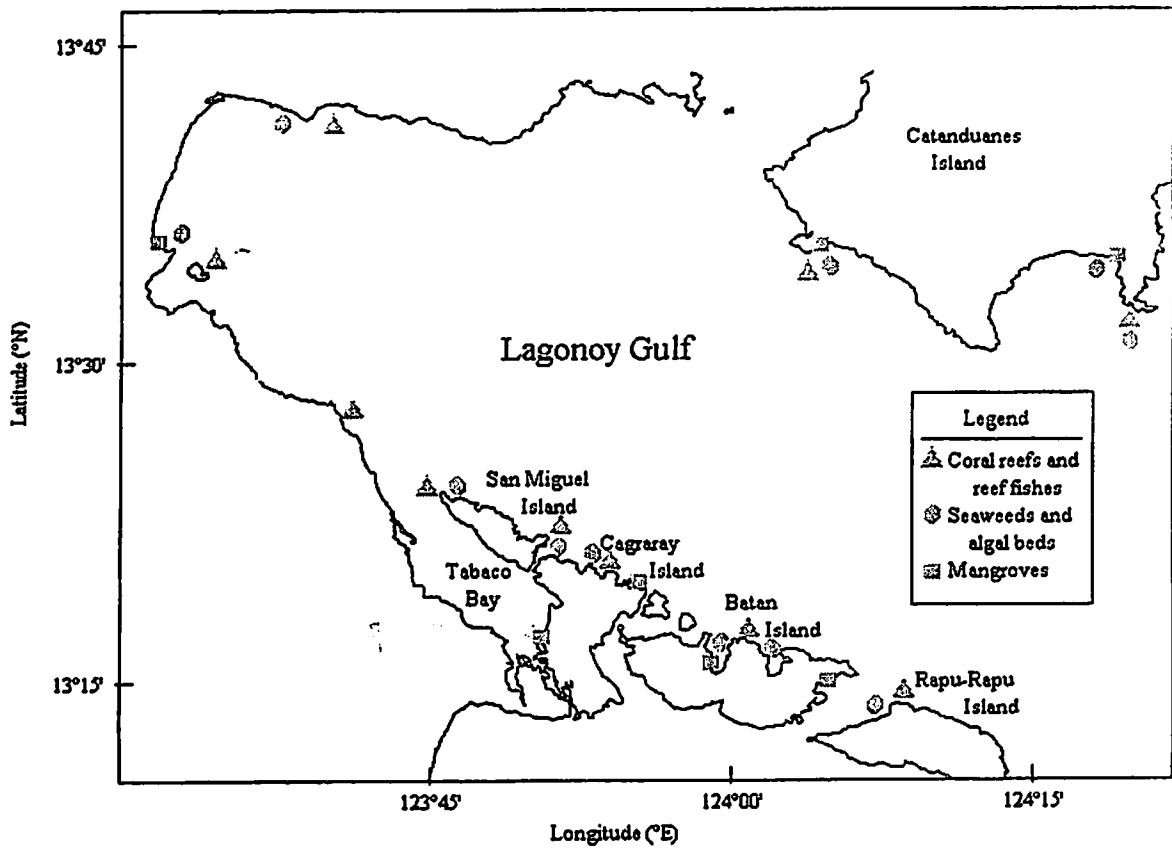 13°45'
Catanduanes
Island
Latitude (°N)
13°30'
Lagonoy Gulf
Legend
Coral reefs and
reef fishes
Seaweeds and
algal beds
Mangroves
San Miguel
Island
Cagraray
Island
Tabaco
Bay
Batan
Island
13°15'
Rapu-Rapu
Island
123°45'
124°00'
124°15'
Longitude (°E)